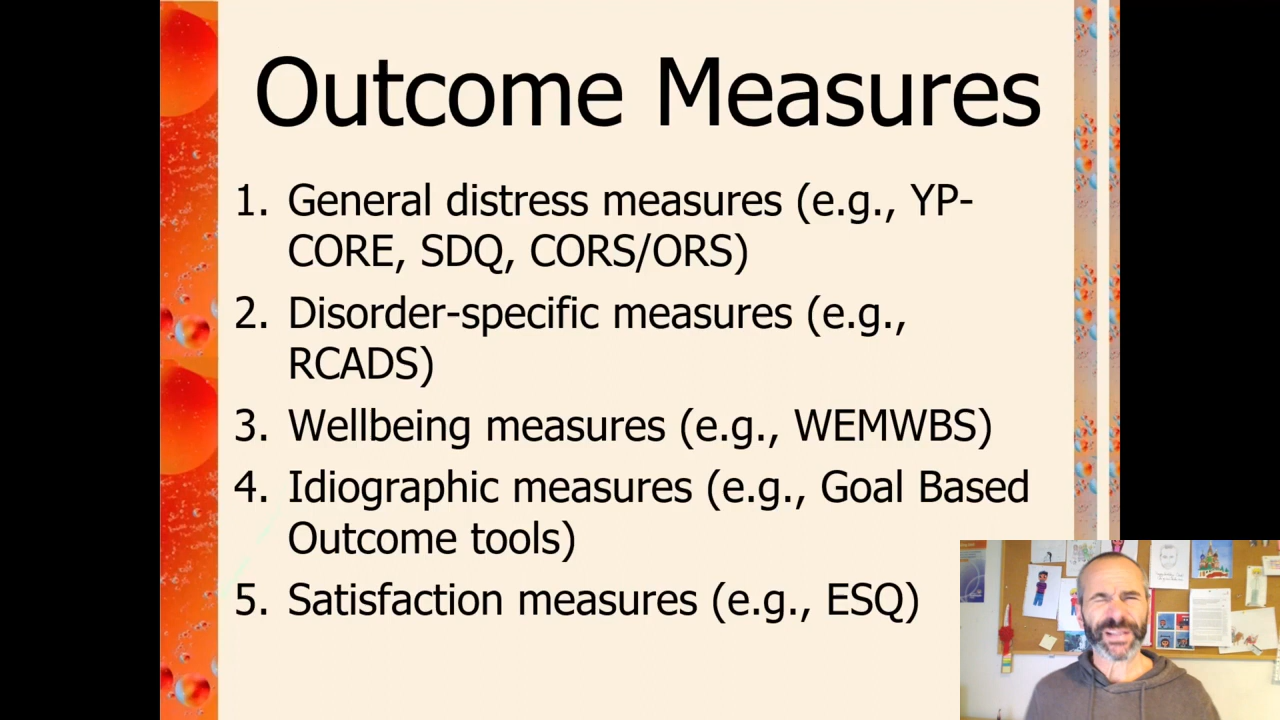 Outcome Measures
1. General distress measures (e.g., YP-
CORE, SDQ, CORS/ORS)
2. Disorder-specific measures (e.g.,
RCADS)
3. Wellbeing measures (e.g., WEMWBS)
4. Idiographic measures (e.g., Goal Based
Outcome tools)
5. Satisfaction measures (e.g., ESQ)